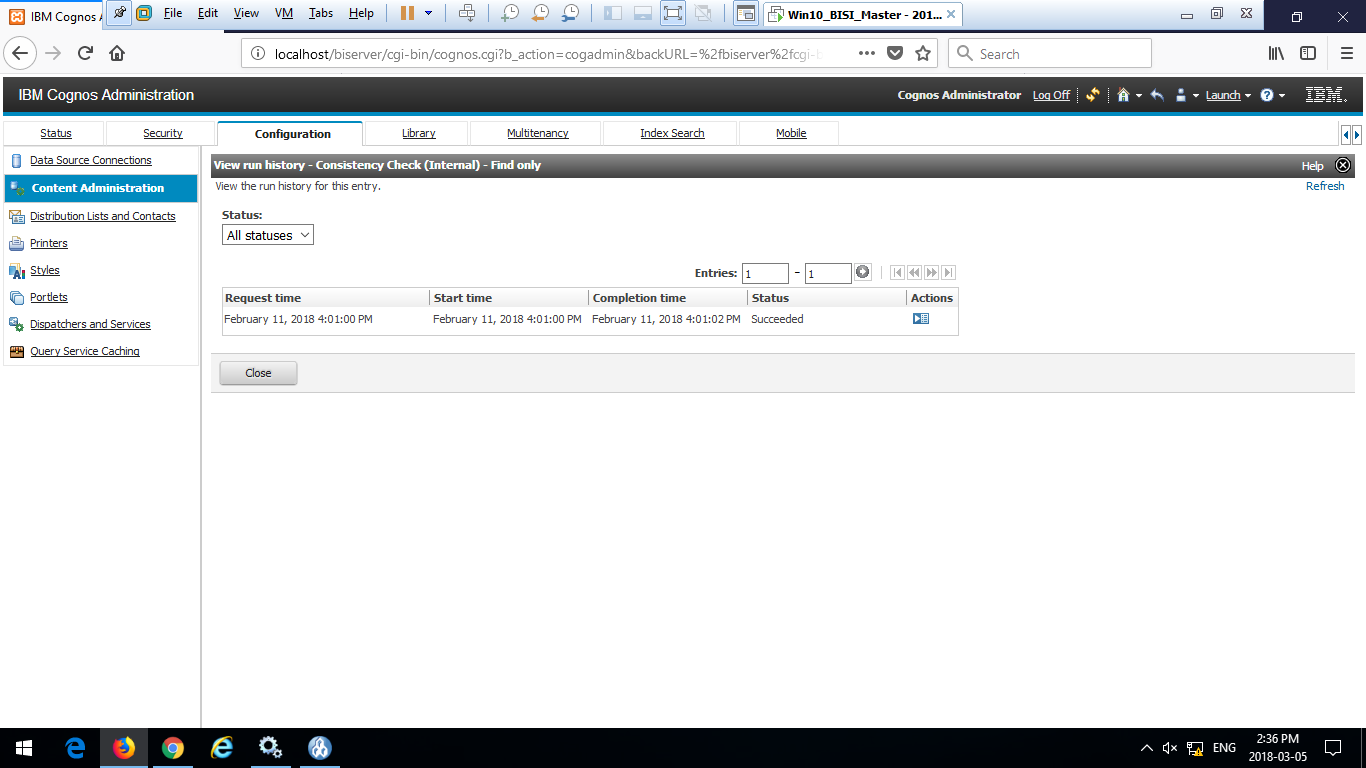 IBM Cognos A
File Edit View VM Tabs Help
Win10_BISI_Master - 201...
localhost/biserver/cgi-bin/cognos.cgi?b_action=cogadmin&backURL=%2fbiserver%2fcgi-b
Search
IBM Cognos Administration
Cognos Administrator Log Off Launch IBM.
Status Security Configuration Library Multitenancy Index Search Mobile
Data Source Connections
Content Administration
Distribution Lists and Contacts
Printers
Styles
Portlets
Dispatchers and Services
Query Service Caching
View run history - Consistency Check (Internal) - Find only
Help
View the run history for this entry.
Refresh
Status:
All statuses
Entries: 1 - 1
Request time Start time Completion time Status Actions
February 11, 2018 4:01:00 PM February 11, 2018 4:01:00 PM February 11, 2018 4:01:02 PM Succeeded
Close
ENG
2:36 PM
2018-03-05